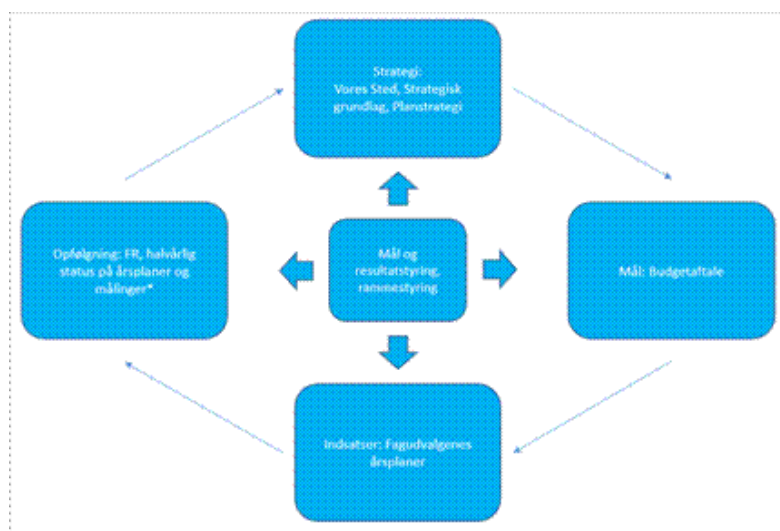 Strategi:
Vores Sted, Strategisk
grundlag, Planstrategi
Opfølgning: FR, halvårlig
status på årsplaner og
målinger*
Mål og
resultatstyring,
rammestyring
Mål: Budgetaftale
Indsatser: Fagudvalgenes
årsplaner